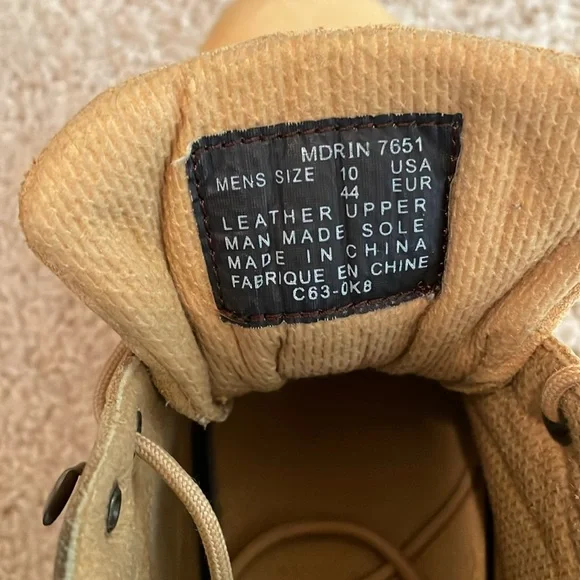 MDRIN 7651
MENS SIZE 10 USA
44 EUR
LEATHER UPPER
MAN MADE SOLE
MADE IN CHINA
FABRIQUE EN CHINE
C63-0K8